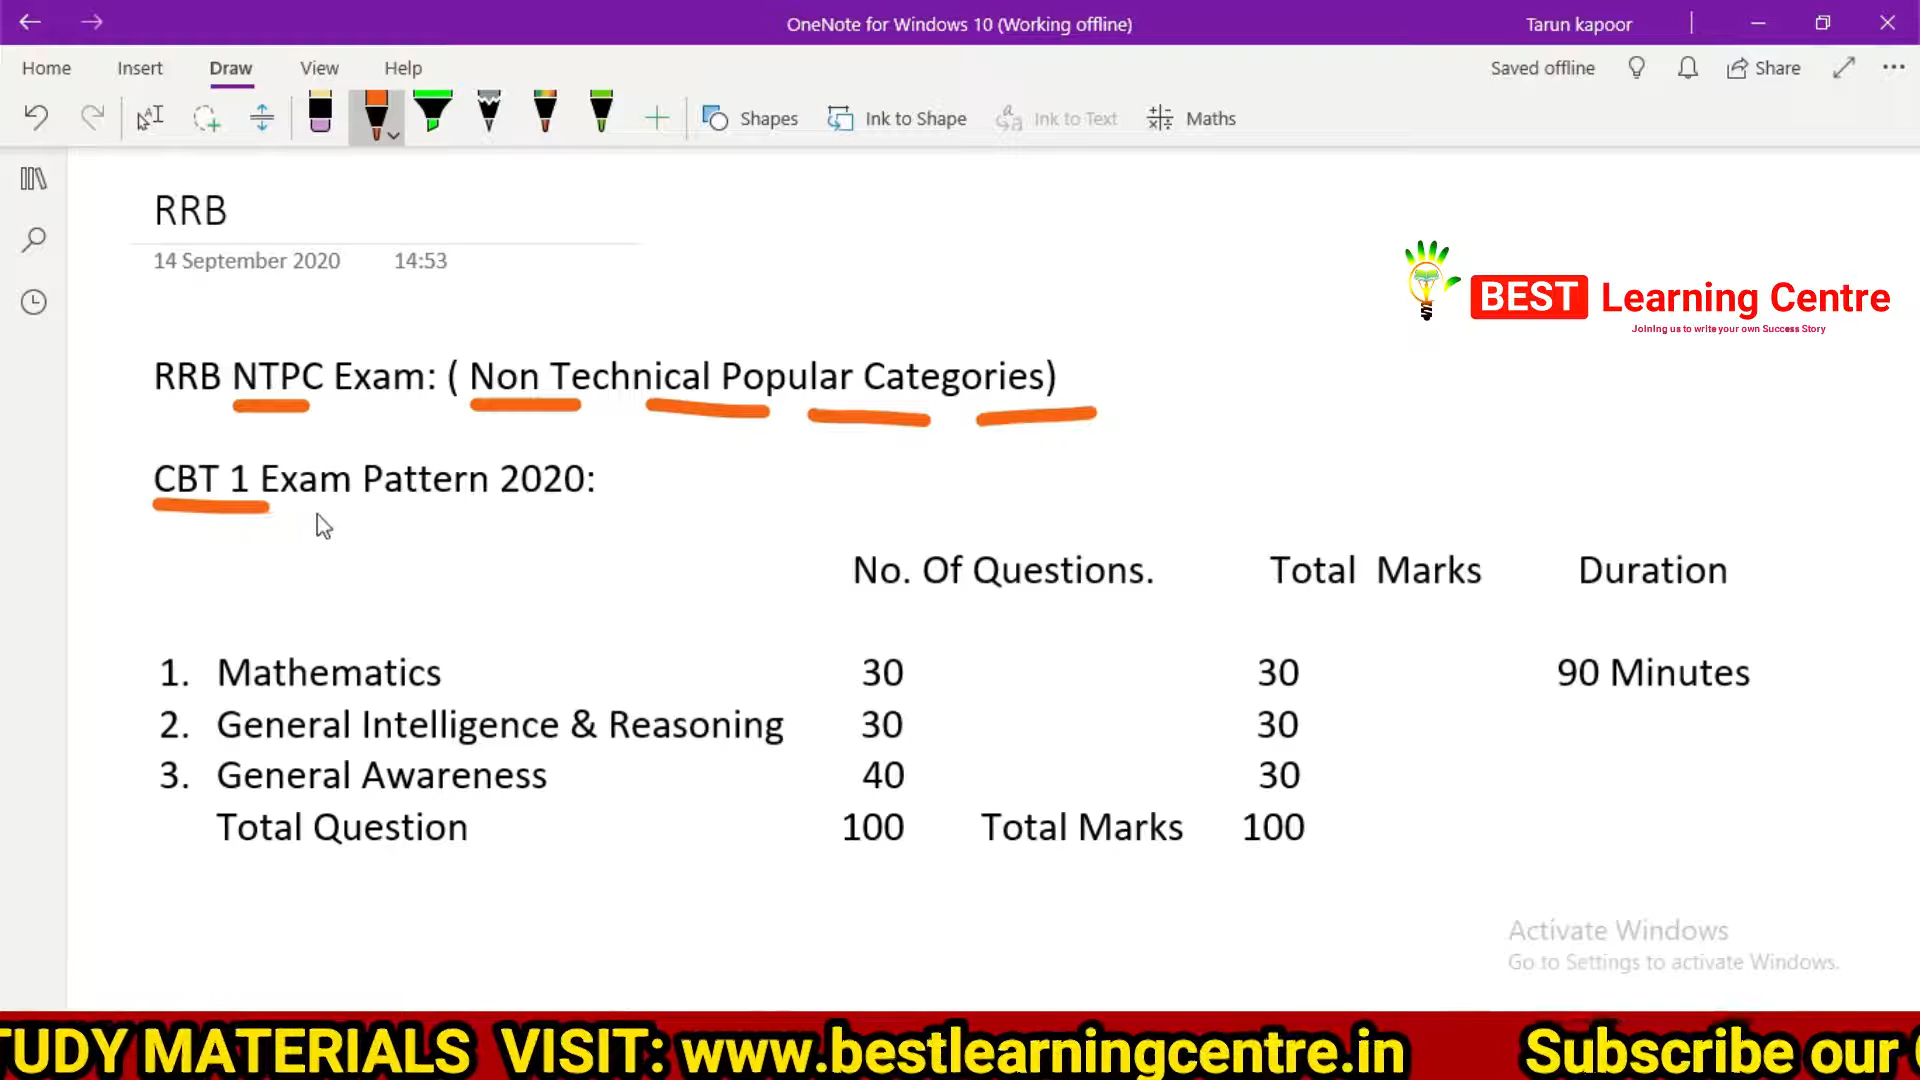 OneNote for Windows 10 (Working offline)
Tarun kapoor
Home Insert Draw View Help
Saved offline
Share
Shapes
Ink to Shape
Ink to Text
Maths
RRB
14 September 2020 14:53
BEST Learning Centre
Joining us to write your own Success Story
RRB NTPC Exam: ( Non Technical Popular Categories)
CBT 1 Exam Pattern 2020:
No. Of Questions. Total Marks Duration
1. Mathematics 30 30 90 Minutes
2. General Intelligence & Reasoning 30 30
3. General Awareness 40 30
Total Question 100 Total Marks 100
Activate Windows
Go to Settings to activate Windows.
TUDY MATERIALS VISIT: www.bestlearningcentre.in Subscribe our